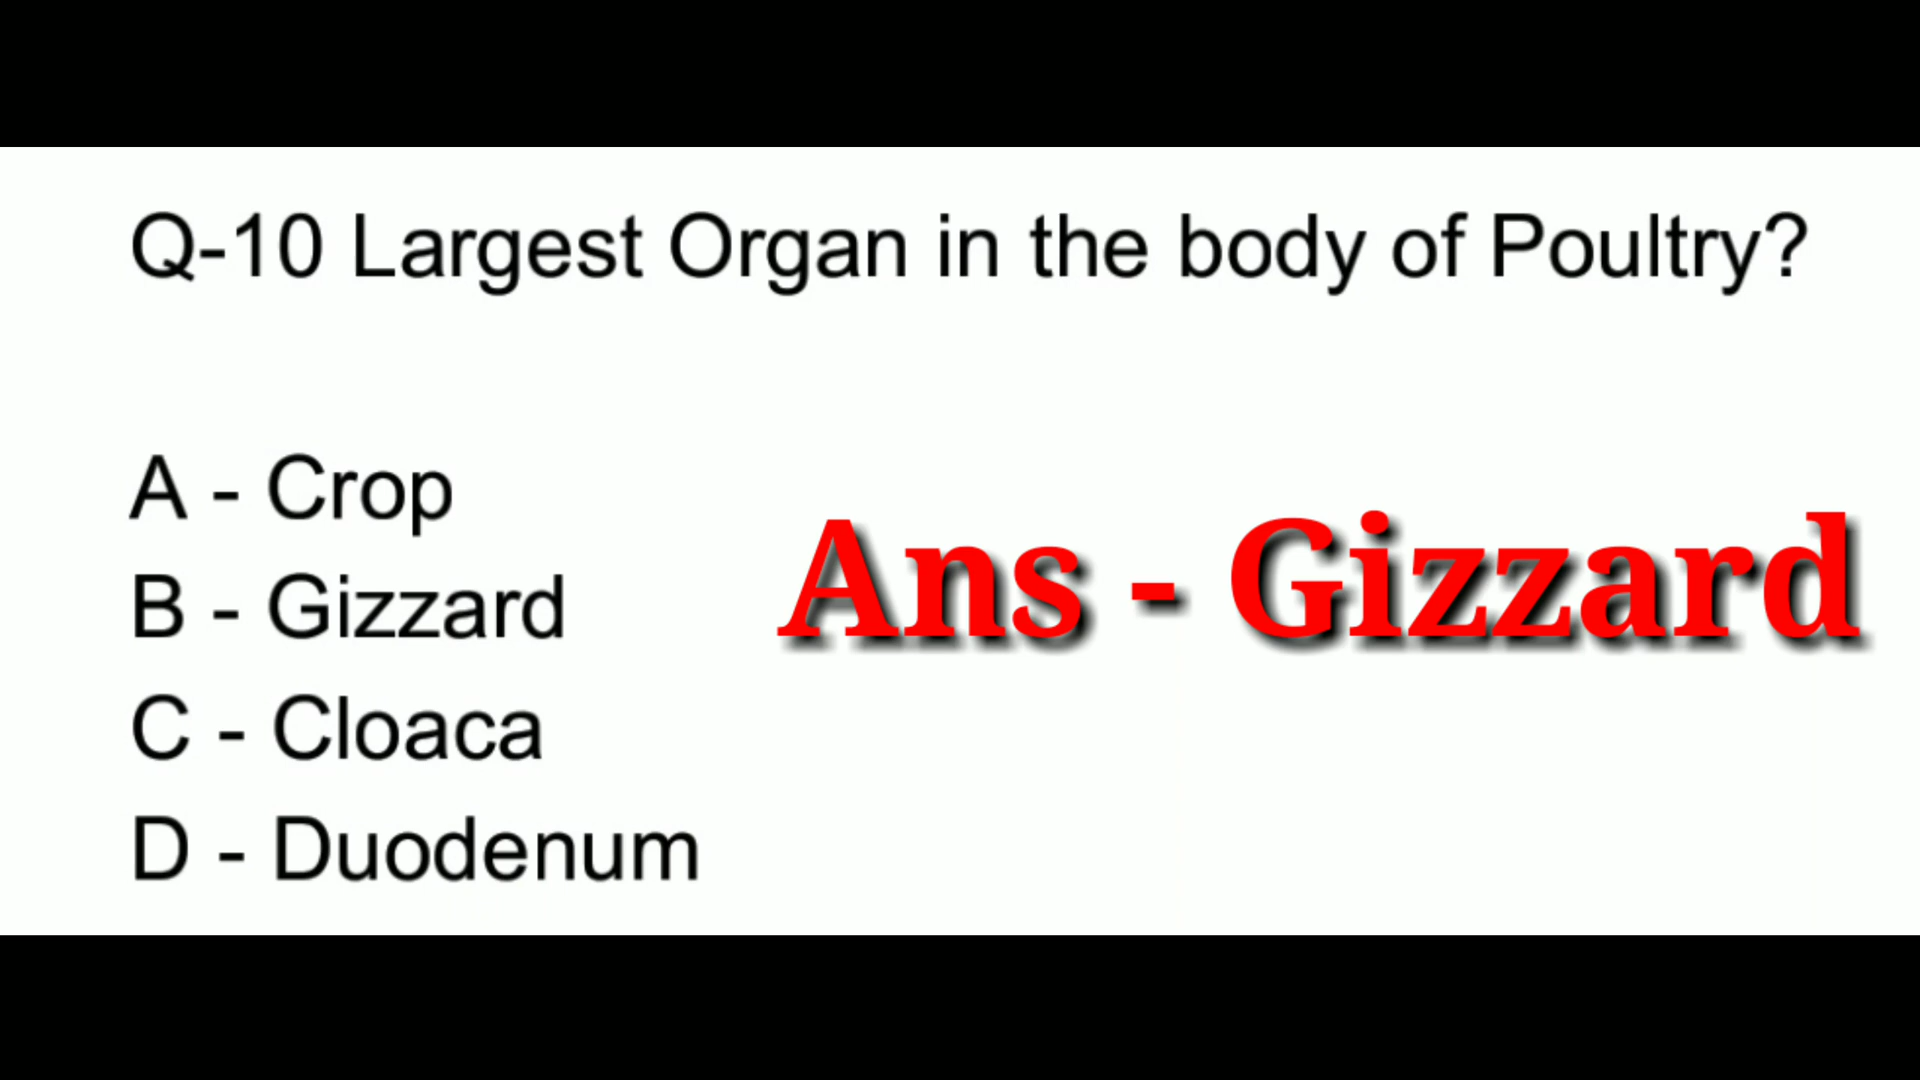 Q-10 Largest Organ in the body of Poultry?
A - Crop
B - Gizzard
C - Cloaca
D - Duodenum
Ans - Gizzard